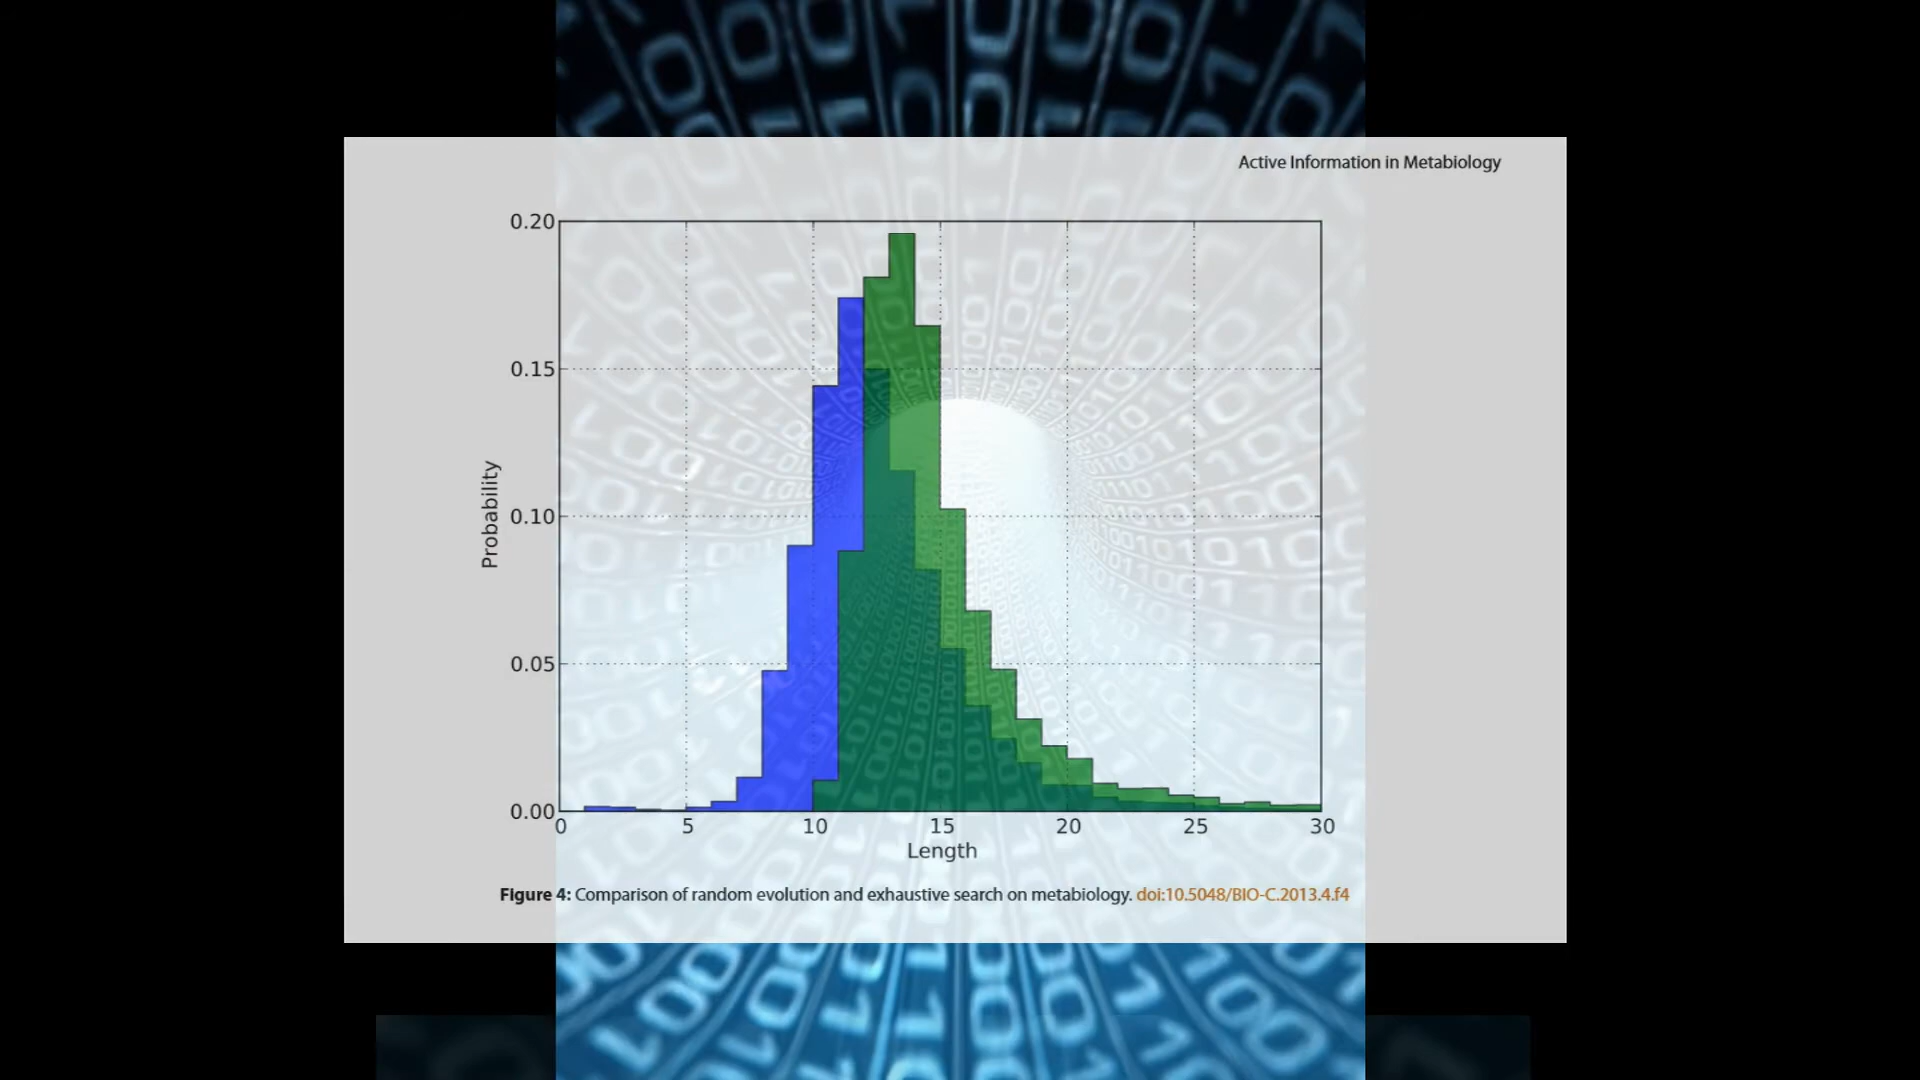 Active Information in Metabiology
0.20
0.15
0.10
0.05
0.00
Probability
0 5 10 15 20 25 30
Length
Figure 4: Comparison of random evolution and exhaustive search on metabiology. doi:10.5048/BIO-C.2013.4.f4